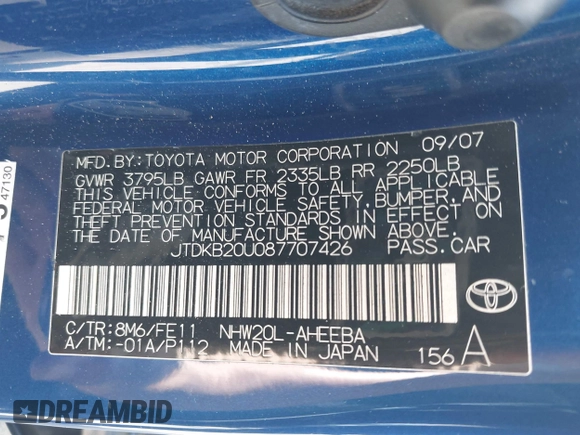 MFD.BY:TOYOTA MOTOR CORPORATION 09/07
GVWR 3795LB GAWR FR 2335LB RR 2250LB
THIS VEHICLE CONFORMS TO ALL APPLICABLE
FEDERAL MOTOR VEHICLE SAFETY,BUMPER,AND
THEFT PREVENTION STANDARDS IN EFFECT ON
THE DATE OF MANUFACTURE SHOWN ABOVE.
JTDKB20U087707426 PASS.CAR
C/TR:8M6/FE11 NHW20L-AHEEBA
A/TM:-01A/P112 MADE IN JAPAN 156 A
47130
DREAMBID